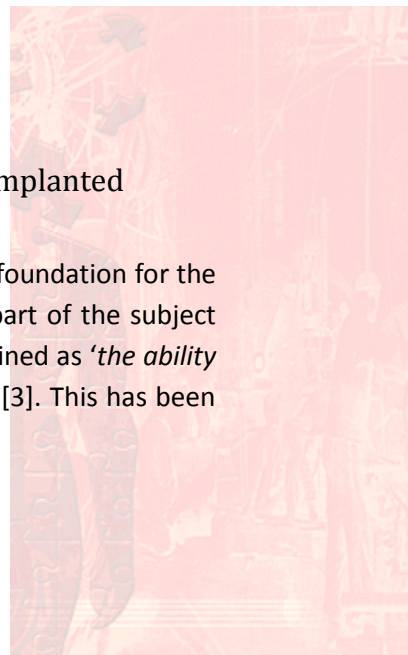 mplanted
foundation for the
part of the subject
ined as ‘the ability
[3]. This has been